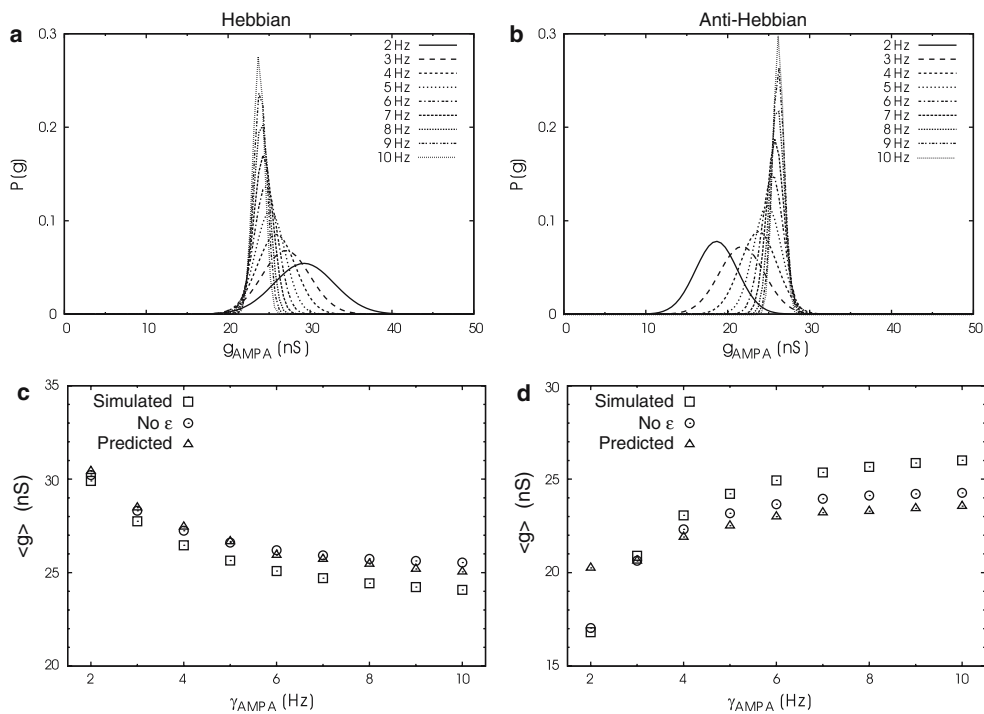 Hebbian
Anti-Hebbian
a
0.3
0.2
0.1
0
P (g)
2 Hz
3 Hz
4 Hz
5 Hz
6 Hz
7 Hz
8 Hz
9 Hz
10 Hz
0 10 20 30 40 50
gAMPA (nS)
b
0.3
0.2
0.1
0
P (g)
2 Hz
3 Hz
4 Hz
5 Hz
6 Hz
7 Hz
8 Hz
9 Hz
10 Hz
0 10 20 30 40 50
gAMPA (nS)
c
35
30
25
20
<g> (nS)
Simulated
No ε
Predicted
2 4 6 8 10
γAMPA (Hz)
d
30
25
20
15
<g> (nS)
Simulated
No ε
Predicted
2 4 6 8 10
γAMPA (Hz)